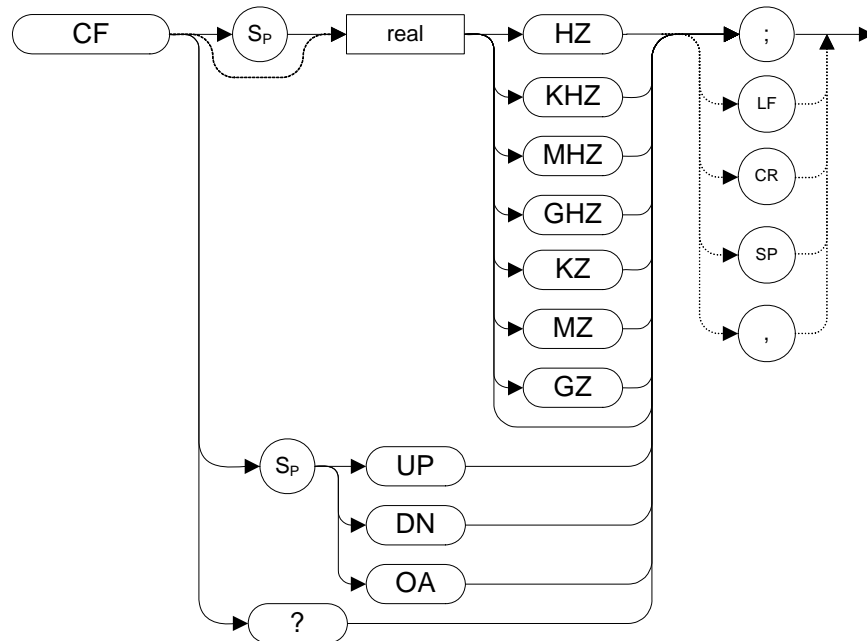 CF
SP
real
HZ
;
KHZ
LF
MHZ
CR
GHZ
SP
KZ
MZ
,
GZ
SP
UP
DN
OA
?